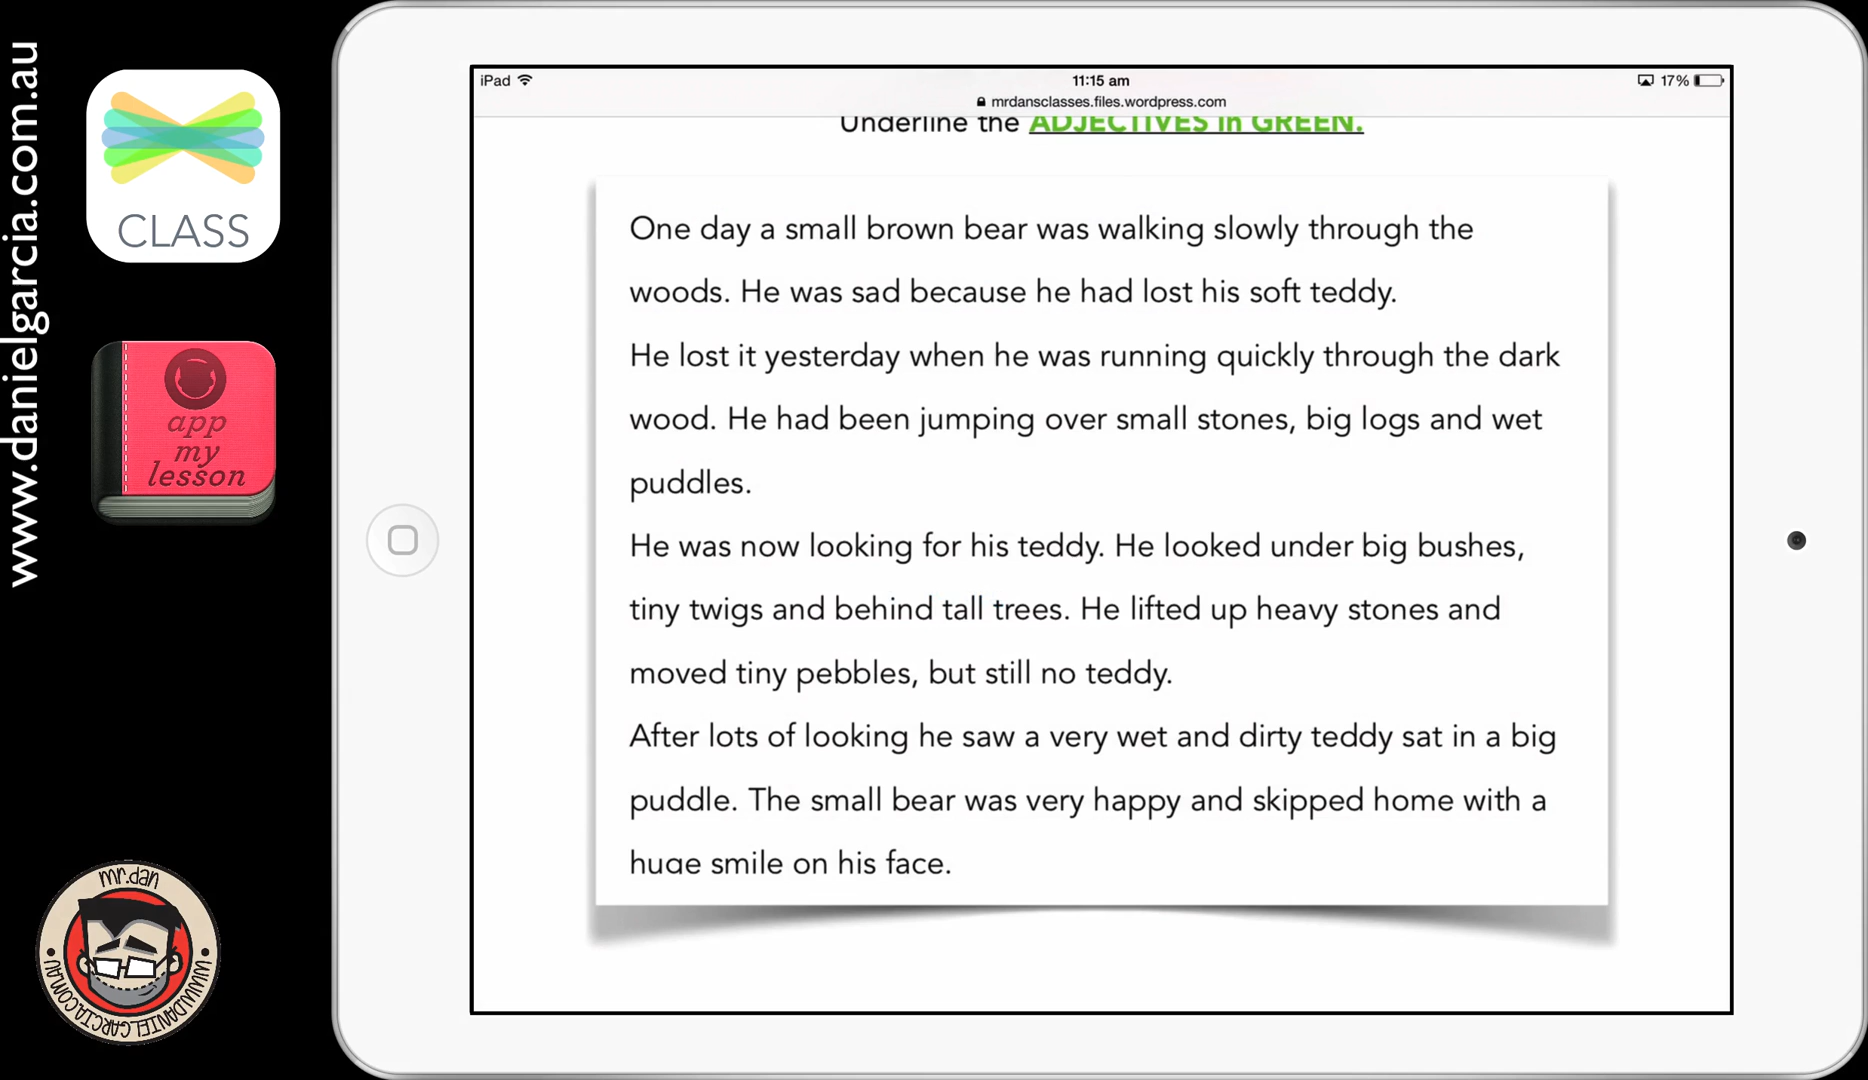 www.danielgarcia.com.au
CLASS
app
my
lesson
mr.dan
WWW.DANIELGARCIA.COM.AU
iPad
11:15 am
17%
mrdansclasses.files.wordpress.com
Underline the ADJECTIVES in GREEN.
One day a small brown bear was walking slowly through the
woods. He was sad because he had lost his soft teddy.
He lost it yesterday when he was running quickly through the dark
wood. He had been jumping over small stones, big logs and wet
puddles.
He was now looking for his teddy. He looked under big bushes,
tiny twigs and behind tall trees. He lifted up heavy stones and
moved tiny pebbles, but still no teddy.
After lots of looking he saw a very wet and dirty teddy sat in a big
puddle. The small bear was very happy and skipped home with a
huge smile on his face.